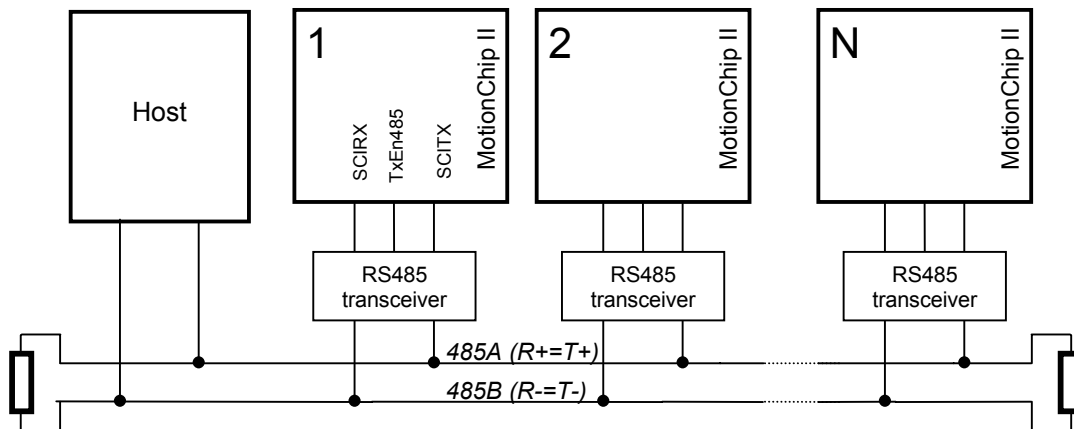 Host
1
SCIRX
TxEn485
SCITX
MotionChip II
2
MotionChip II
N
MotionChip II
RS485
transceiver
RS485
transceiver
RS485
transceiver
485A (R+=T+)
485B (R-=T-)